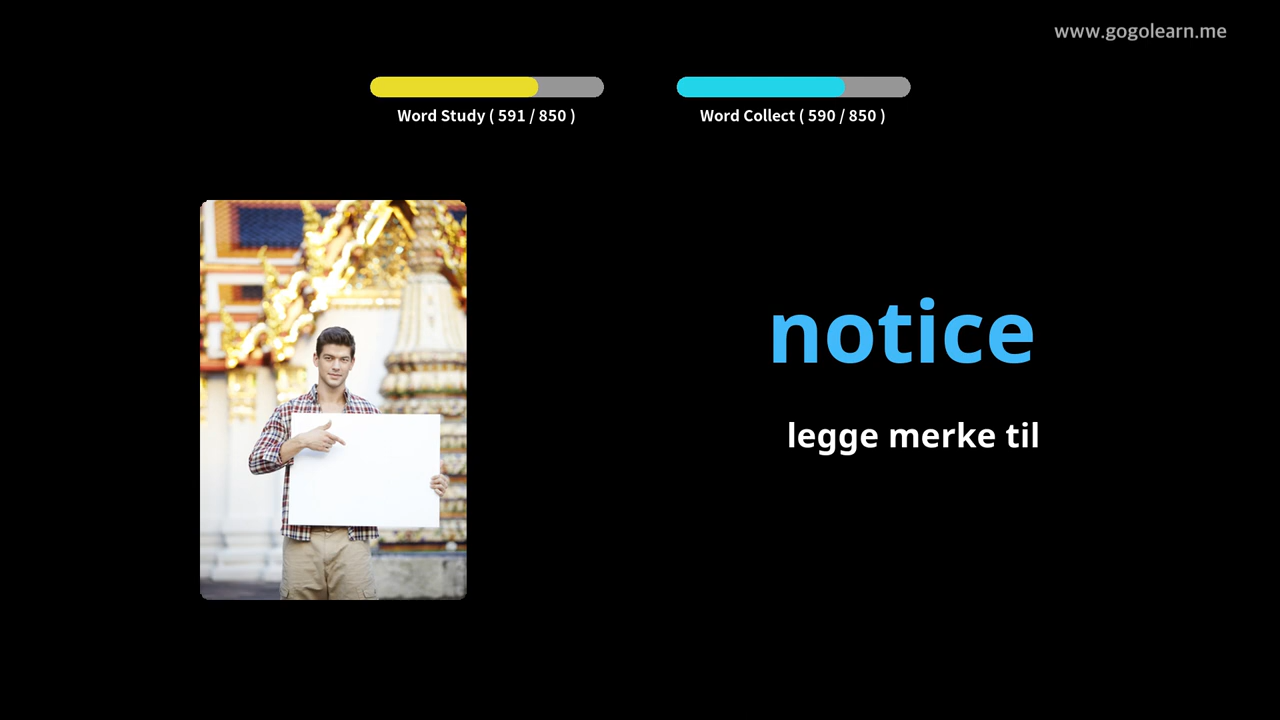 www.gogolearn.me
Word Study ( 591 / 850 )
Word Collect ( 590 / 850 )
notice
legge merke til